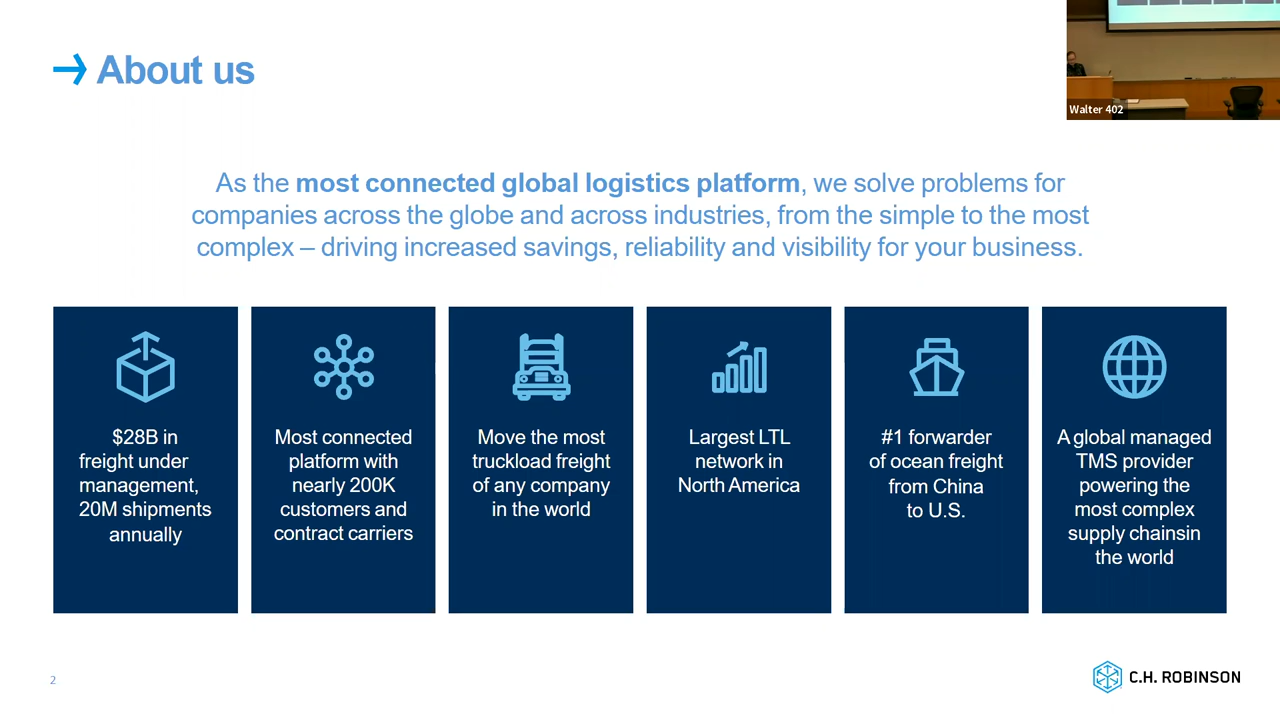 About us
Walter 402
As the most connected global logistics platform, we solve problems for
companies across the globe and across industries, from the simple to the most
complex – driving increased savings, reliability and visibility for your business.
$28B in
freight under
management,
20M shipments
annually
Most connected
platform with
nearly 200K
customers and
contract carriers
Move the most
truckload freight
of any company
in the world
Largest LTL
network in
North America
#1 forwarder
of ocean freight
from China
to U.S.
A global managed
TMS provider
powering the
most complex
supply chainsin
the world
2
C.H. ROBINSON